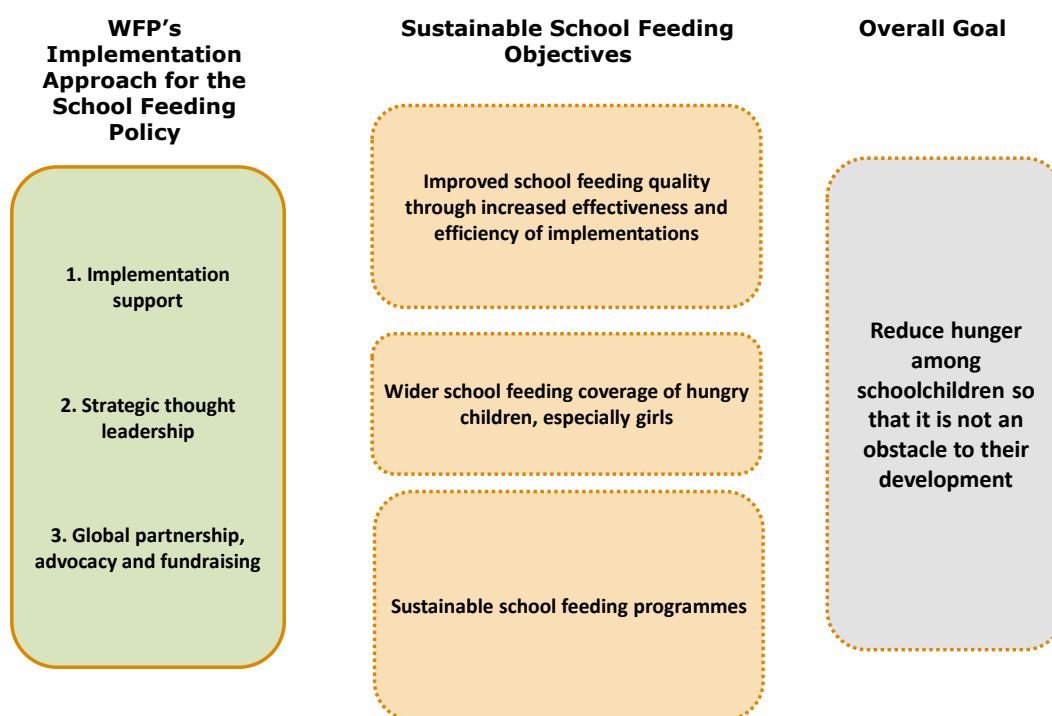 WFP's
Implementation
Approach for the
School Feeding
Policy
1. Implementation
support
2. Strategic thought
leadership
3. Global partnership,
advocacy and fundraising
Sustainable School Feeding
Objectives
Improved school feeding quality
through increased effectiveness and
efficiency of implementations
Wider school feeding coverage of hungry
children, especially girls
Sustainable school feeding programmes
Overall Goal
Reduce hunger
among
schoolchildren so
that it is not an
obstacle to their
development